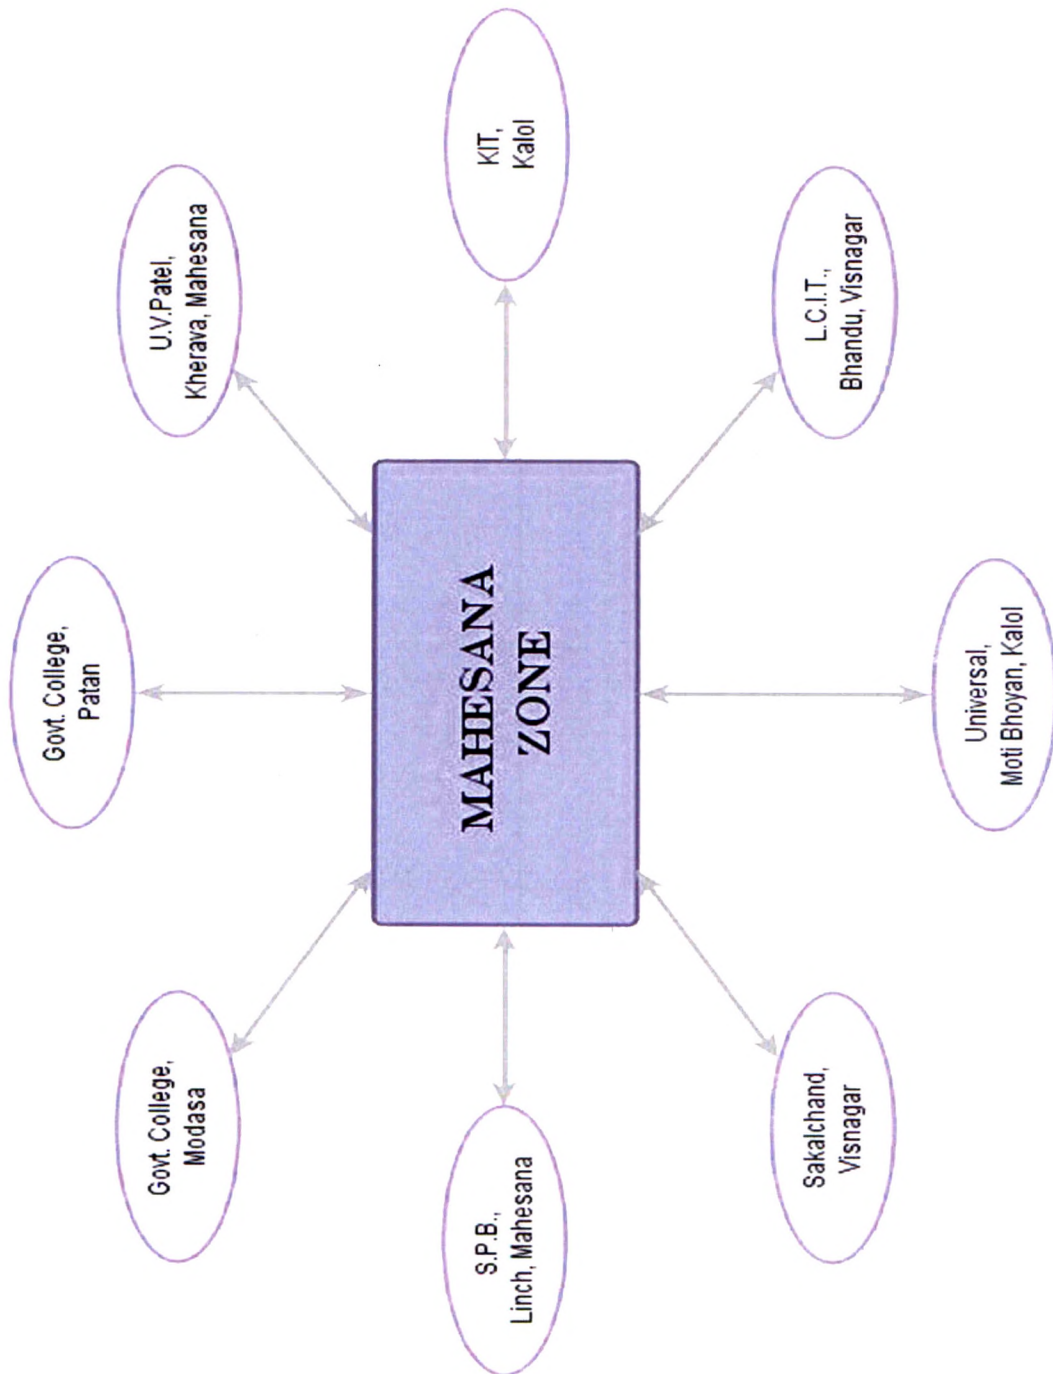 Govt. College,
Patan
Govt. College,
Modasa
U.V.Patel,
Kherava, Mahesana
S.P.B.,
Linch, Mahesana
MAHESANA
ZONE
KIT,
Kalol
Sakalchand,
Visnagar
L.C.I.T.,
Bhandu, Visnagar
Universal,
Moti Bhoyan, Kalol